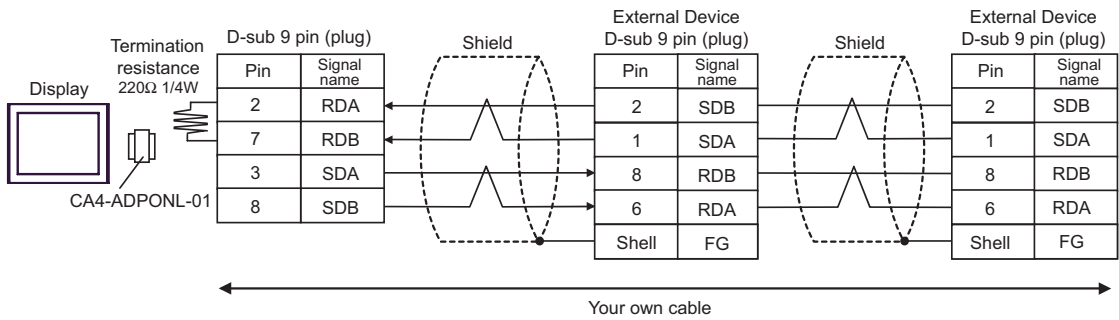 Display
Termination
resistance
220Ω 1/4W
CA4-ADPONL-01
D-sub 9 pin (plug)
Pin Signal name
2 RDA
7 RDB
3 SDA
8 SDB
Shield
External Device
D-sub 9 pin (plug)
Pin Signal name
2 SDB
1 SDA
8 RDB
6 RDA
Shell FG
Shield
External Device
D-sub 9 pin (plug)
Pin Signal name
2 SDB
1 SDA
8 RDB
6 RDA
Shell FG
Your own cable